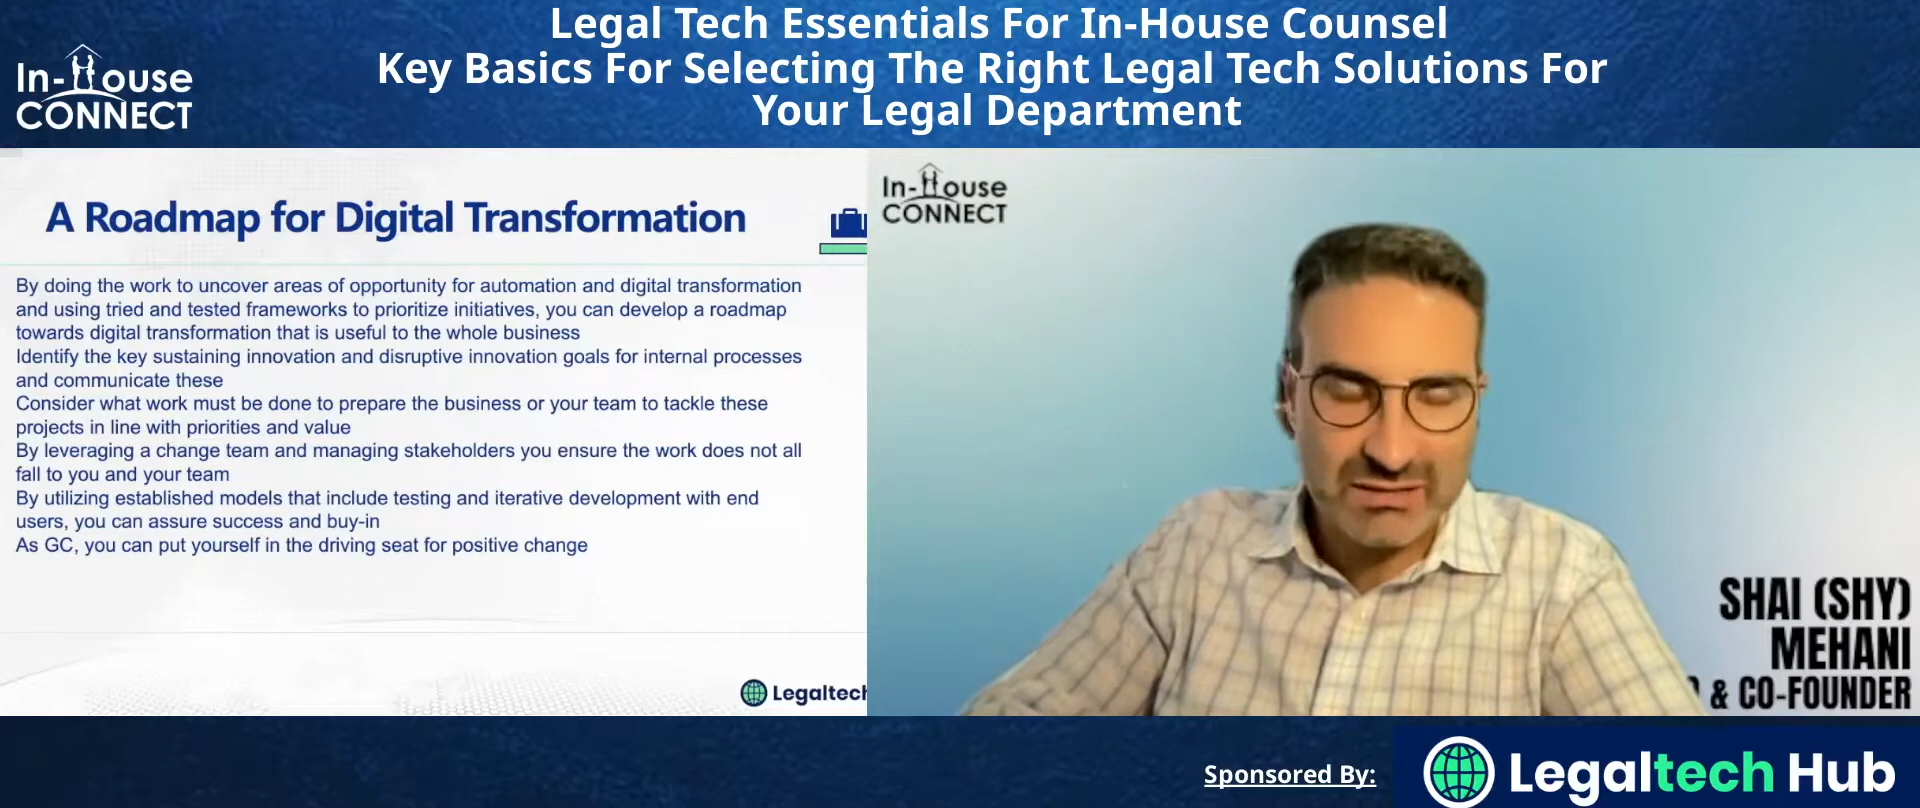 Legal Tech Essentials For In-House Counsel
Key Basics For Selecting The Right Legal Tech Solutions For
Your Legal Department
In-House
CONNECT
A Roadmap for Digital Transformation
By doing the work to uncover areas of opportunity for automation and digital transformation
and using tried and tested frameworks to prioritize initiatives, you can develop a roadmap
towards digital transformation that is useful to the whole business
Identify the key sustaining innovation and disruptive innovation goals for internal processes
and communicate these
Consider what work must be done to prepare the business or your team to tackle these
projects in line with priorities and value
By leveraging a change team and managing stakeholders you ensure the work does not all
fall to you and your team
By utilizing established models that include testing and iterative development with end
users, you can assure success and buy-in
As GC, you can put yourself in the driving seat for positive change
Legaltech
In-House
CONNECT
SHAI (SHY)
MEHANI
& CO-FOUNDER
Sponsored By:
Legaltech Hub